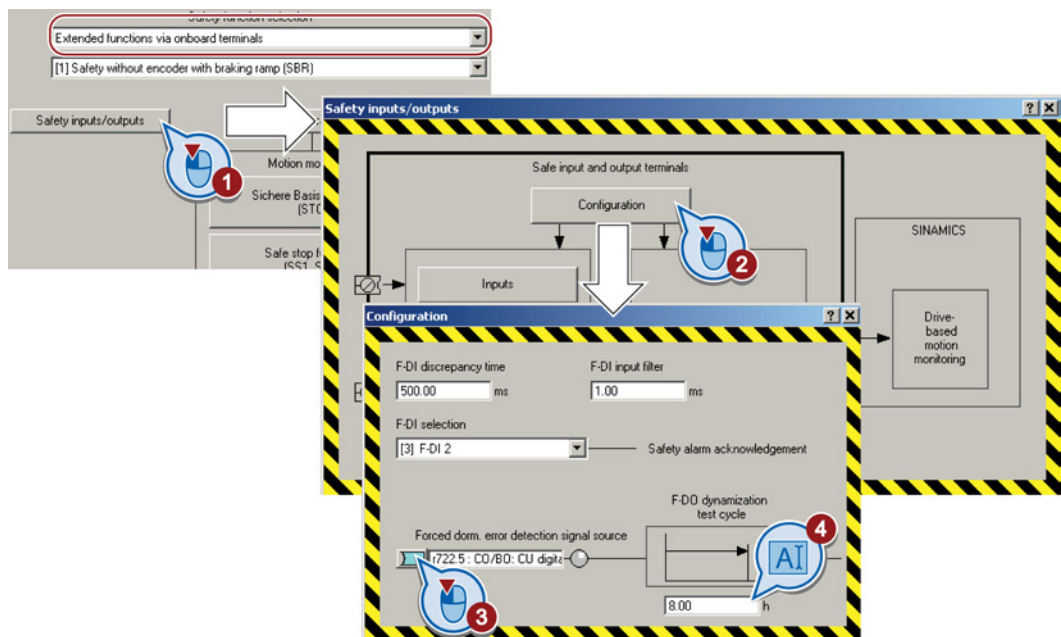 Safety function selection
Extended functions via onboard terminals
[1] Safety without encoder with braking ramp (SBR)
Safety inputs/outputs
1
Motion mo
Sichere Basis
(STO
Safe stop f
(SS1, S
Safety inputs/outputs
Safe input and output terminals
Configuration
2
Inputs
SINAMICS
Drive-
based
motion
monitoring
Configuration
F-DI discrepancy time
500.00 ms
F-DI input filter
1.00 ms
F-DI selection
[3] F-DI 2
Safety alarm acknowledgement
F-DO dynamization
test cycle
Forced dorm. error detection signal source
r722.5 : CO/BO: CU digita
3
A
4
8.00 h